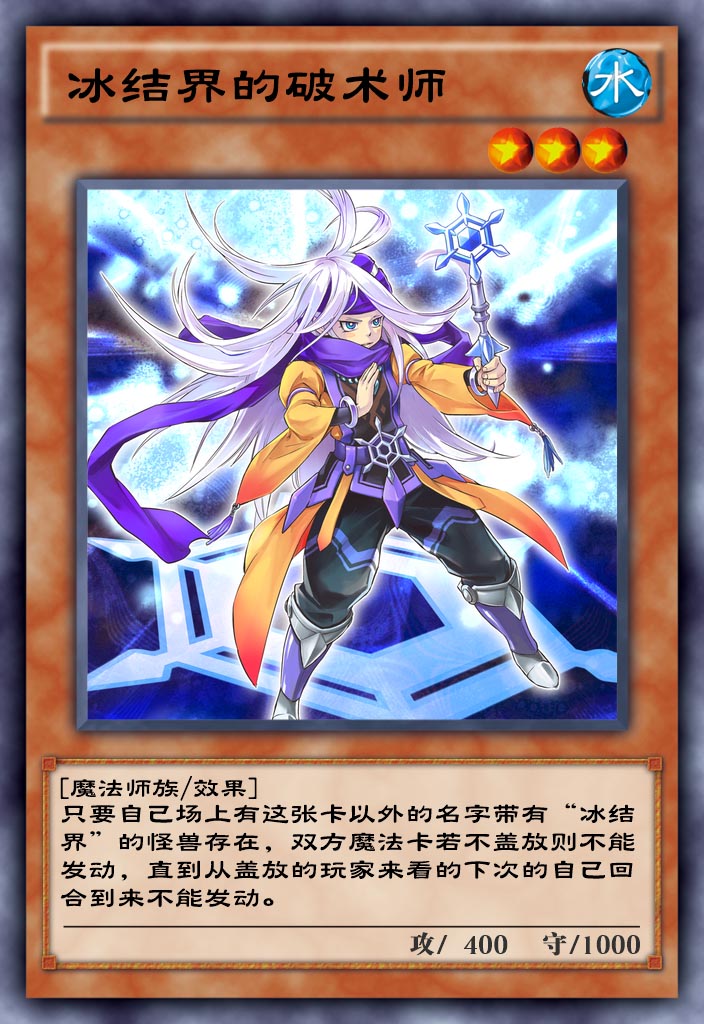 冰结界的破术师
水
[魔法师族/效果]
只要自己场上有这张卡以外的名字带有“冰结
界”的怪兽存在，双方魔法卡若不盖放则不能
发动，直到从盖放的玩家来看的下次的自己回
合到来不能发动。
攻/ 400 守/1000